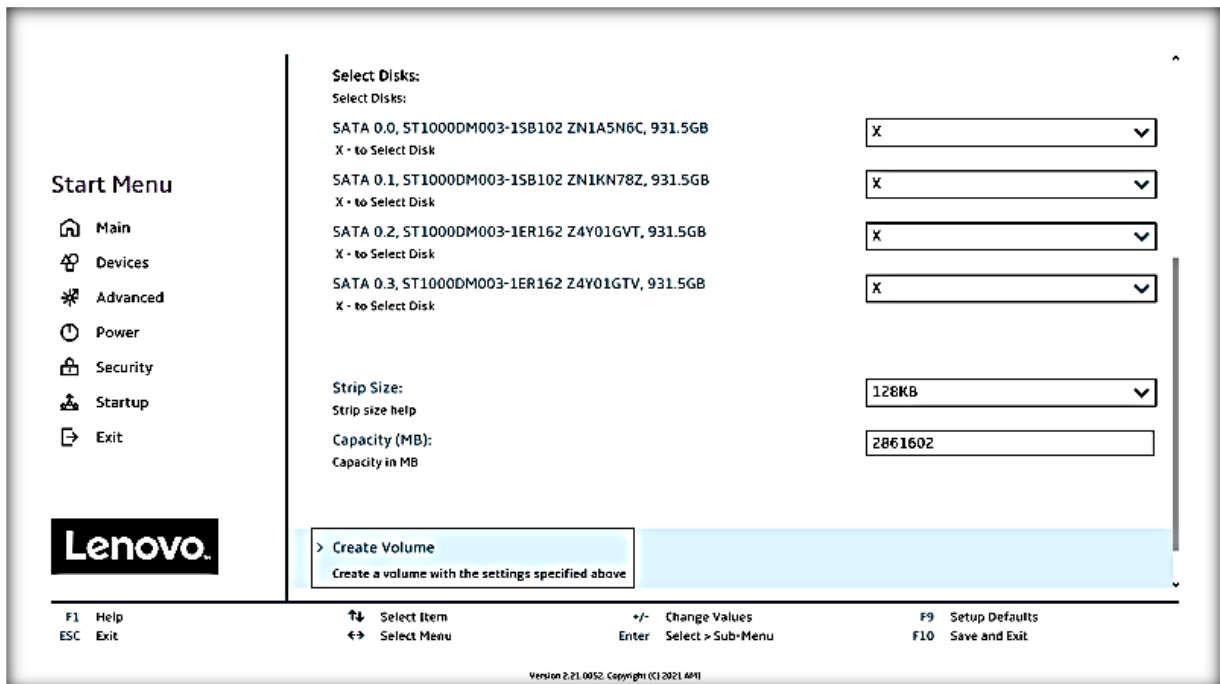 Select Disks:
Select Disks:
SATA 0.0, ST1000DM003-1SB102 ZN1A5N6C, 931.5GB
X
X - to Select Disk
SATA 0.1, ST1000DM003-1SB102 ZN1KN78Z, 931.5GB
X
X - to Select Disk
SATA 0.2, ST1000DM003-1ER162 Z4Y01GVT, 931.5GB
X
X - to Select Disk
SATA 0.3, ST1000DM003-1ER162 Z4Y01GTV, 931.5GB
X
X - to Select Disk
Strip Size:
128KB
Strip size help
Capacity (MB):
2861602
Capacity in MB
> Create Volume
Create a volume with the settings specified above
Start Menu
Main
Devices
Advanced
Power
Security
Startup
Exit
Lenovo.
F1 Help
ESC Exit
↑↓ Select Item
↔ Select Menu
+/- Change Values
Enter Select > Sub-Menu
F9 Setup Defaults
F10 Save and Exit
Version 2.21.0052. Copyright (C) 2021 AMI